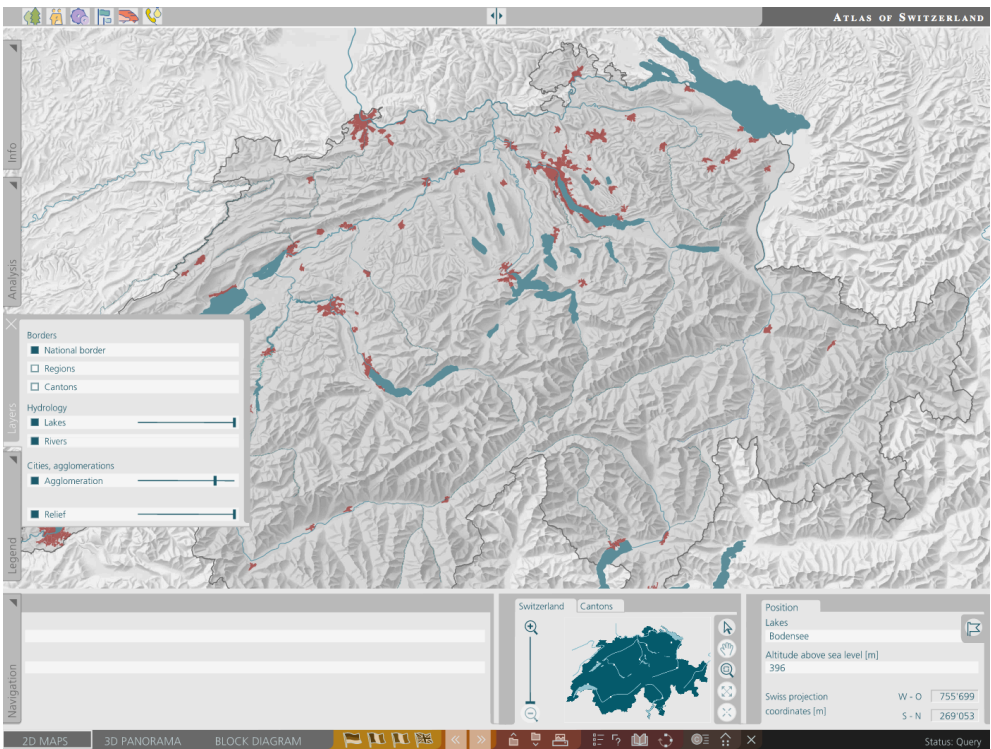 ATLAS OF SWITZERLAND
Info
Analysis
Layers
Legend
Navigation
Borders
National border
Regions
Cantons
Hydrology
Lakes
Rivers
Cities, agglomerations
Agglomeration
Relief
Switzerland
Cantons
Position
Lakes
Bodensee
Altitude above sea level [m]
396
Swiss projection
coordinates [m]
W - O
755'699
S - N
269'053
2D MAPS
3D PANORAMA
BLOCK DIAGRAM
Status: Query